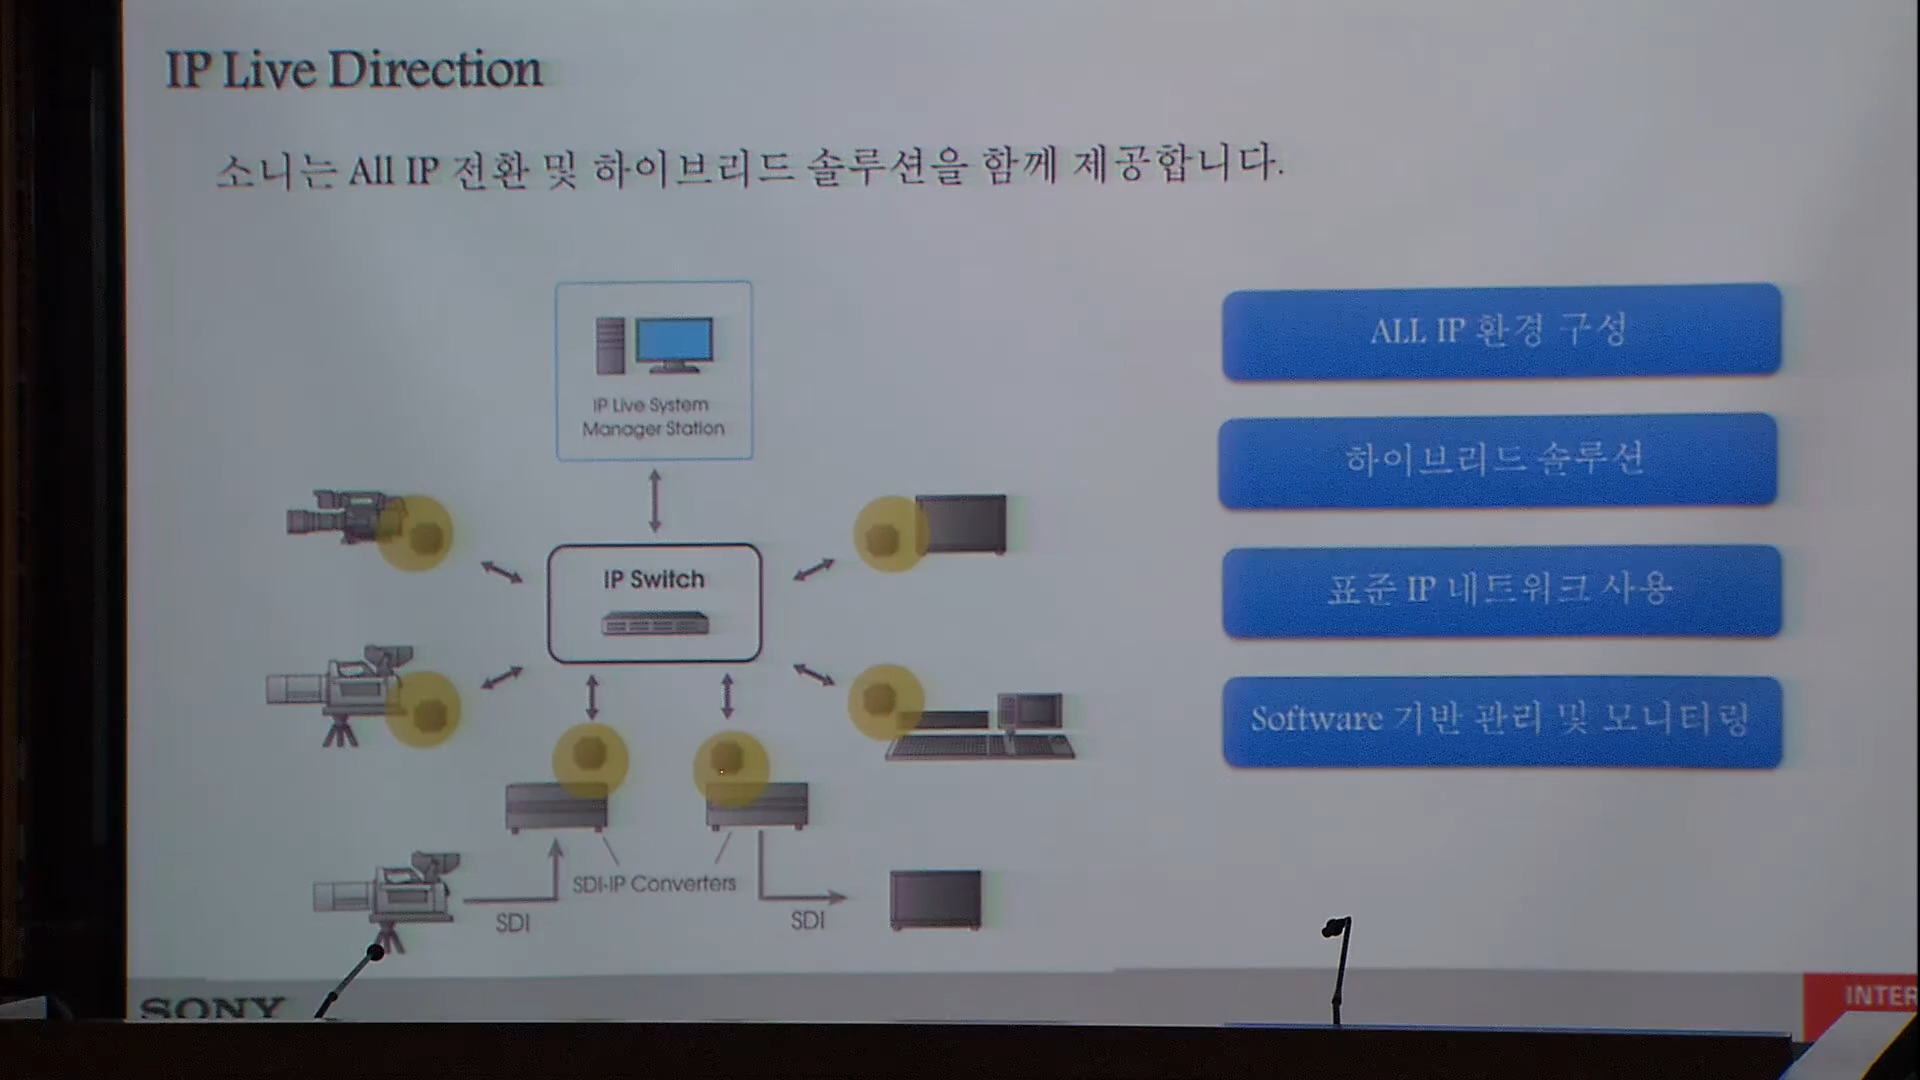 IP Live Direction
소니는 All IP 전환 및 하이브리드 솔루션을 함께 제공합니다.
IP Live System
Manager Station
IP Switch
SDI-IP Converters
SDI
SDI
ALL IP 환경 구성
하이브리드 솔루션
표준 IP 네트워크 사용
Software 기반 관리 및 모니터링
SONY
INTER